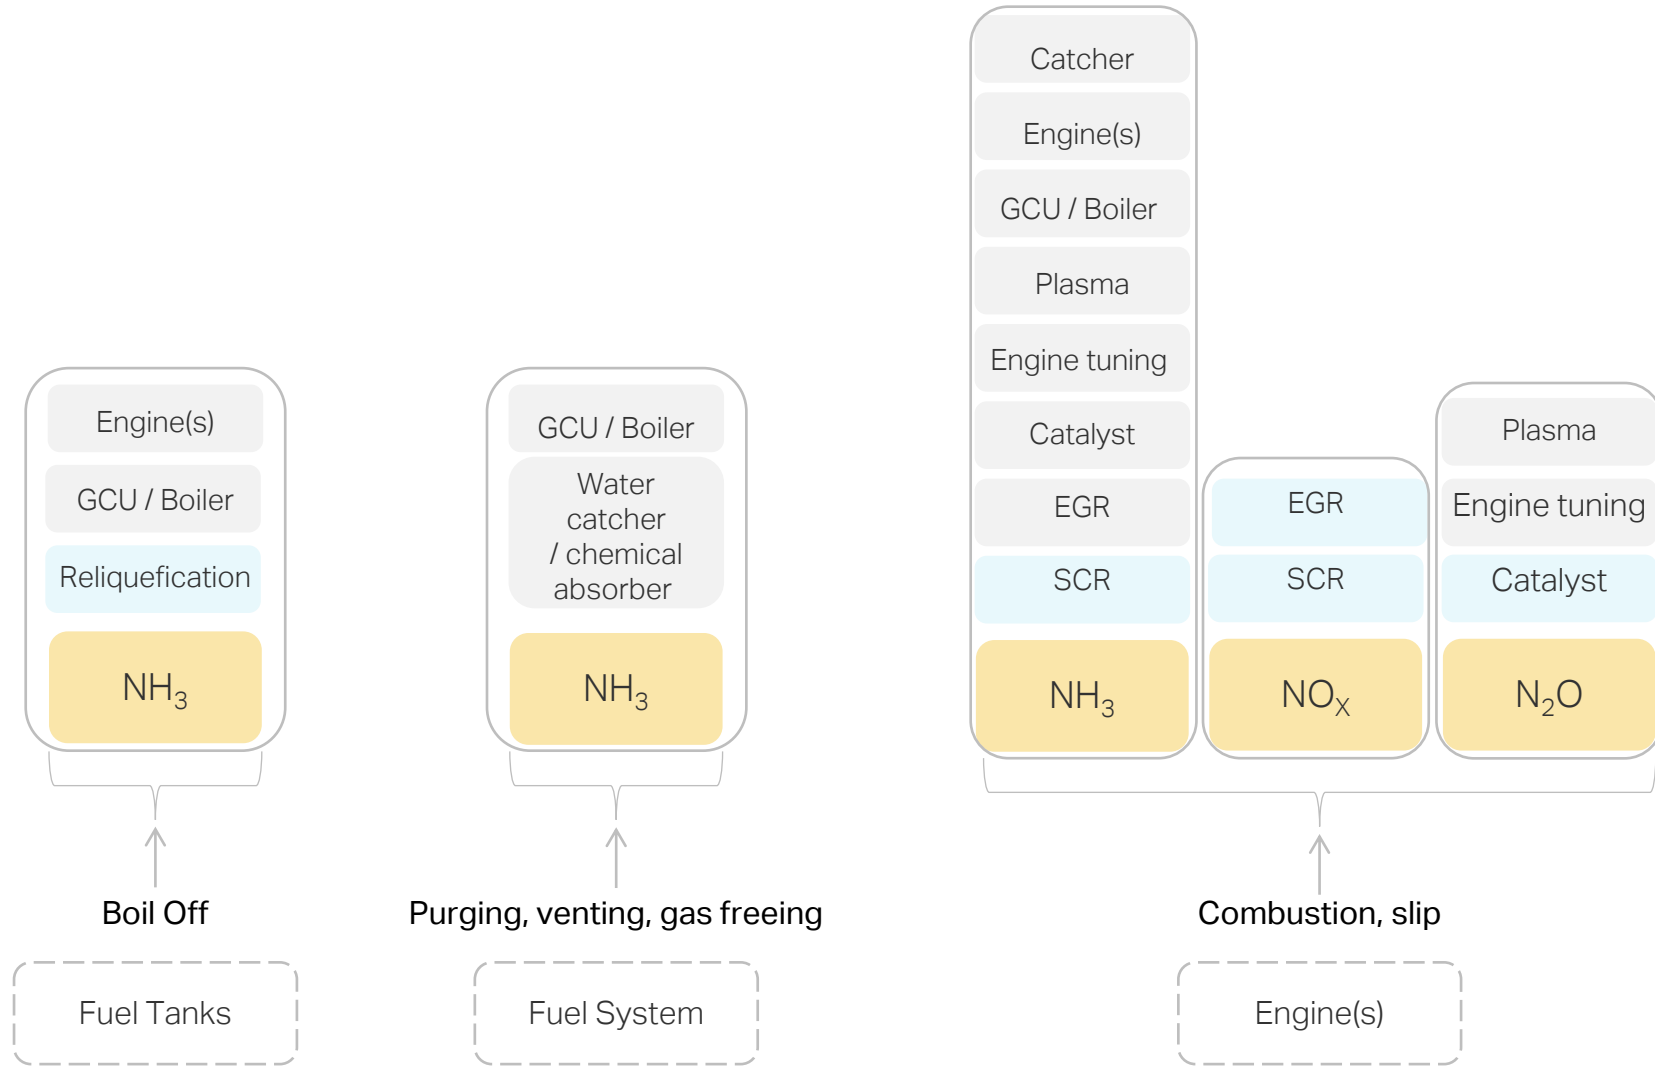 Engine(s)
GCU / Boiler
Reliquefication
NH₃
Boil Off
Fuel Tanks
GCU / Boiler
Water
catcher
/ chemical
absorber
NH₃
Purging, venting, gas freeing
Fuel System
Catcher
Engine(s)
GCU / Boiler
Plasma
Engine tuning
Catalyst
EGR
SCR
NH₃
EGR
SCR
NOX
Plasma
Engine tuning
Catalyst
N₂O
Combustion, slip
Engine(s)